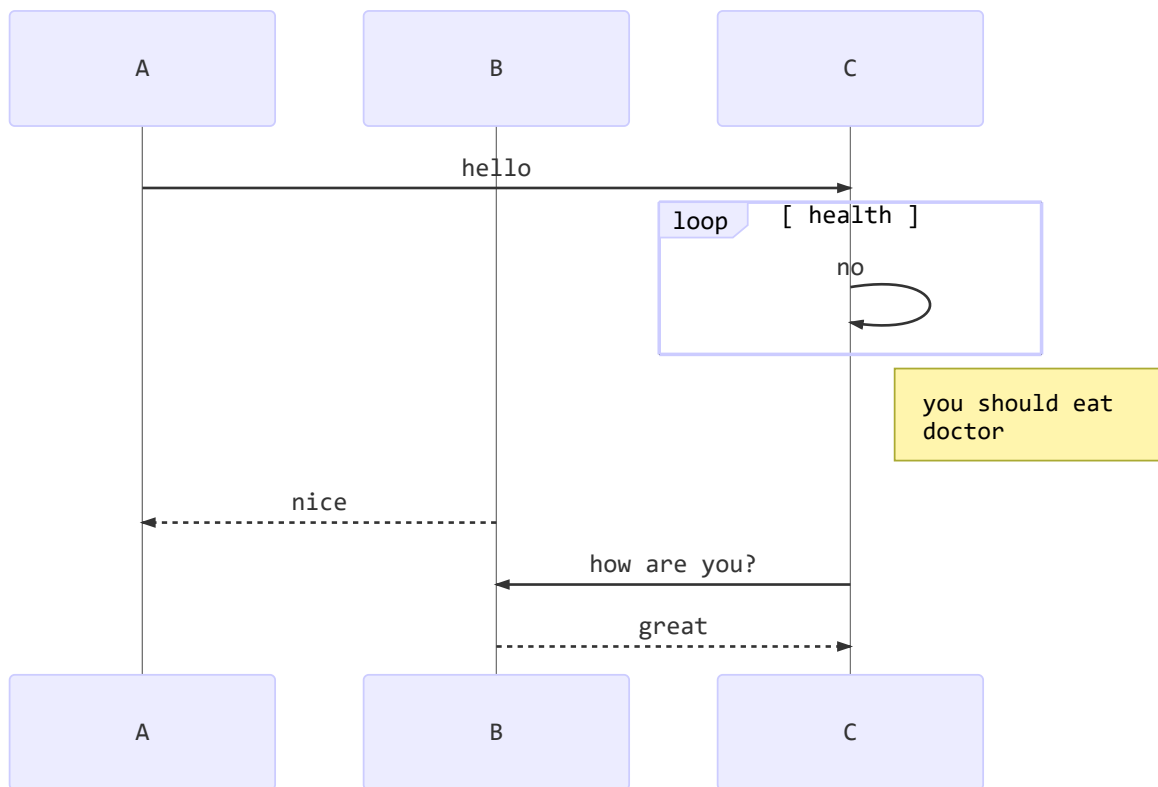 A
B
C
hello
loop
[ health ]
no
you should eat
doctor
nice
how are you?
great
A
B
C